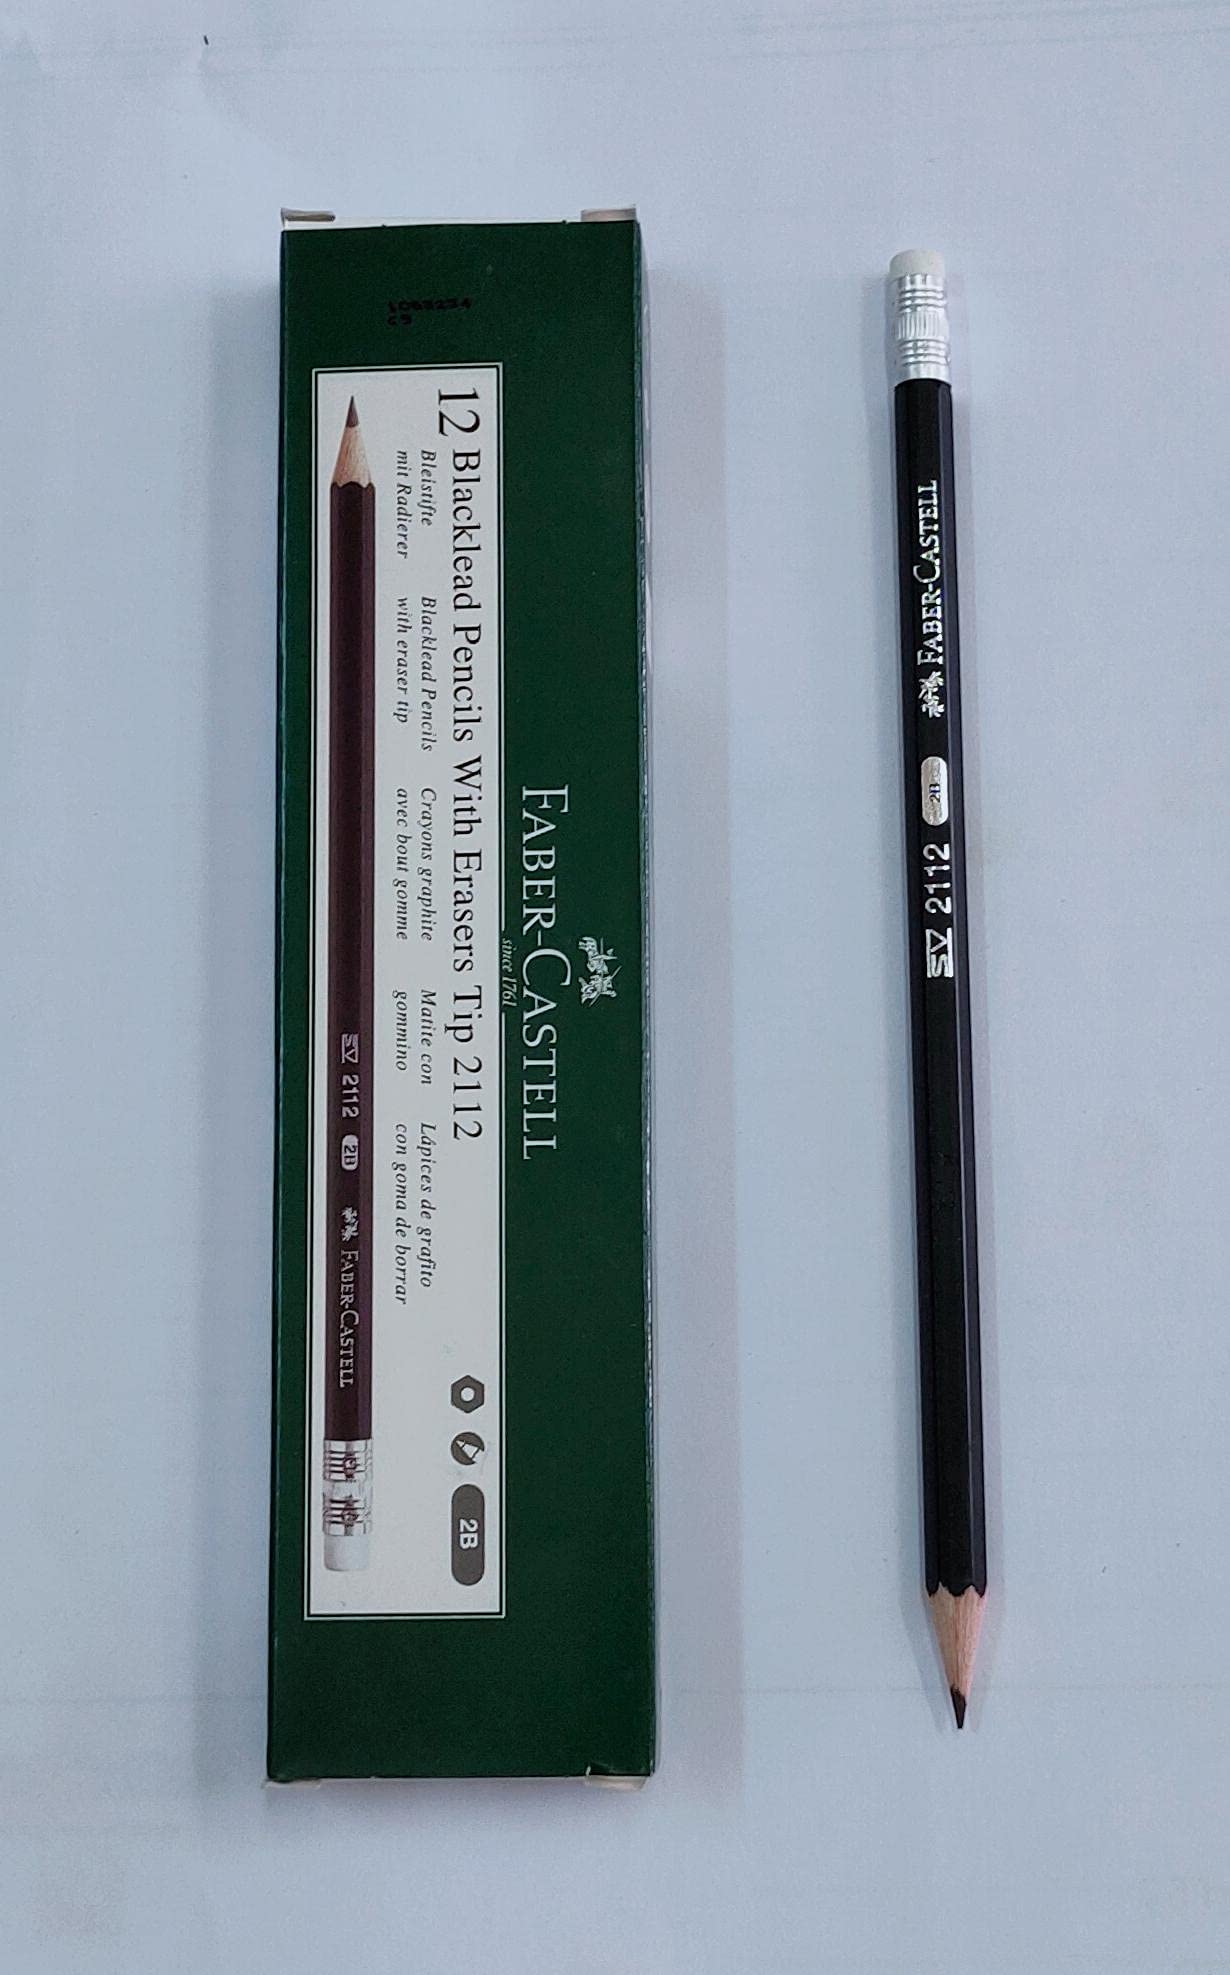 FABER-CASTELL
since 1761
12 Blacklead Pencils With Erasers Tip 2112
Bleistifte
mit Radierer
Blacklead Pencils
with eraser tip
Crayons graphite
avec bout gomme
Matite con
gommino
Lápices de grafito
con goma de borrar
2B
SV 2112 2B FABER-CASTELL
FABER-CASTELL 2B 2112 SV